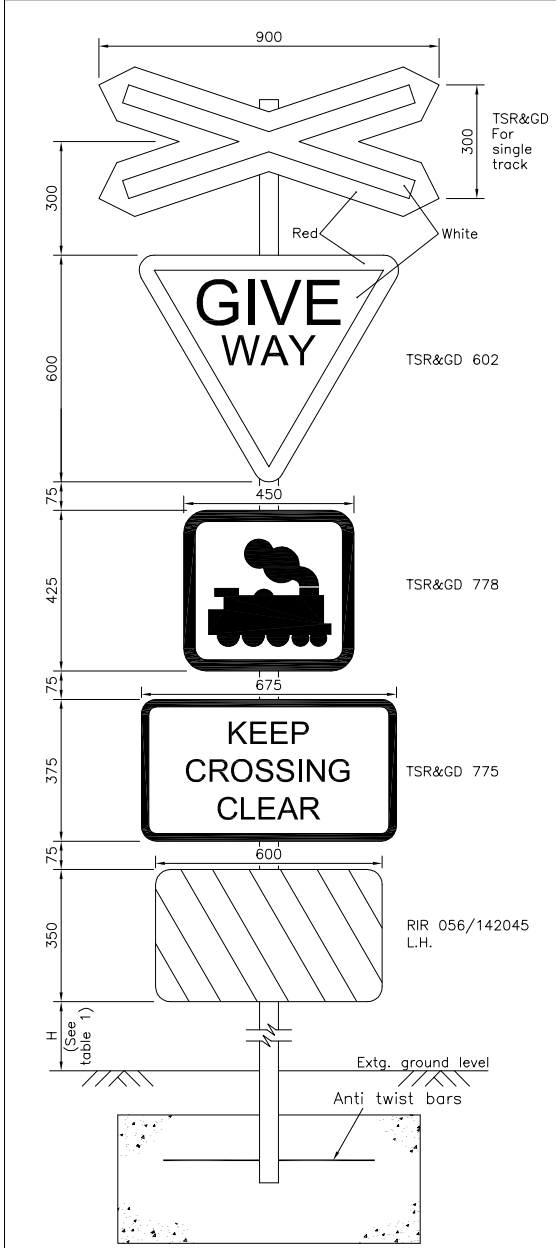 900
TSR&GD
For
single
track
300
300
Red
White
GIVE
WAY
600
TSR&GD 602
75
450
425
TSR&GD 778
75
675
KEEP
CROSSING
CLEAR
375
TSR&GD 775
75
600
350
RIR 056/142045
L.H.
H
(See
table 1)
Extg. ground level
Anti twist bars